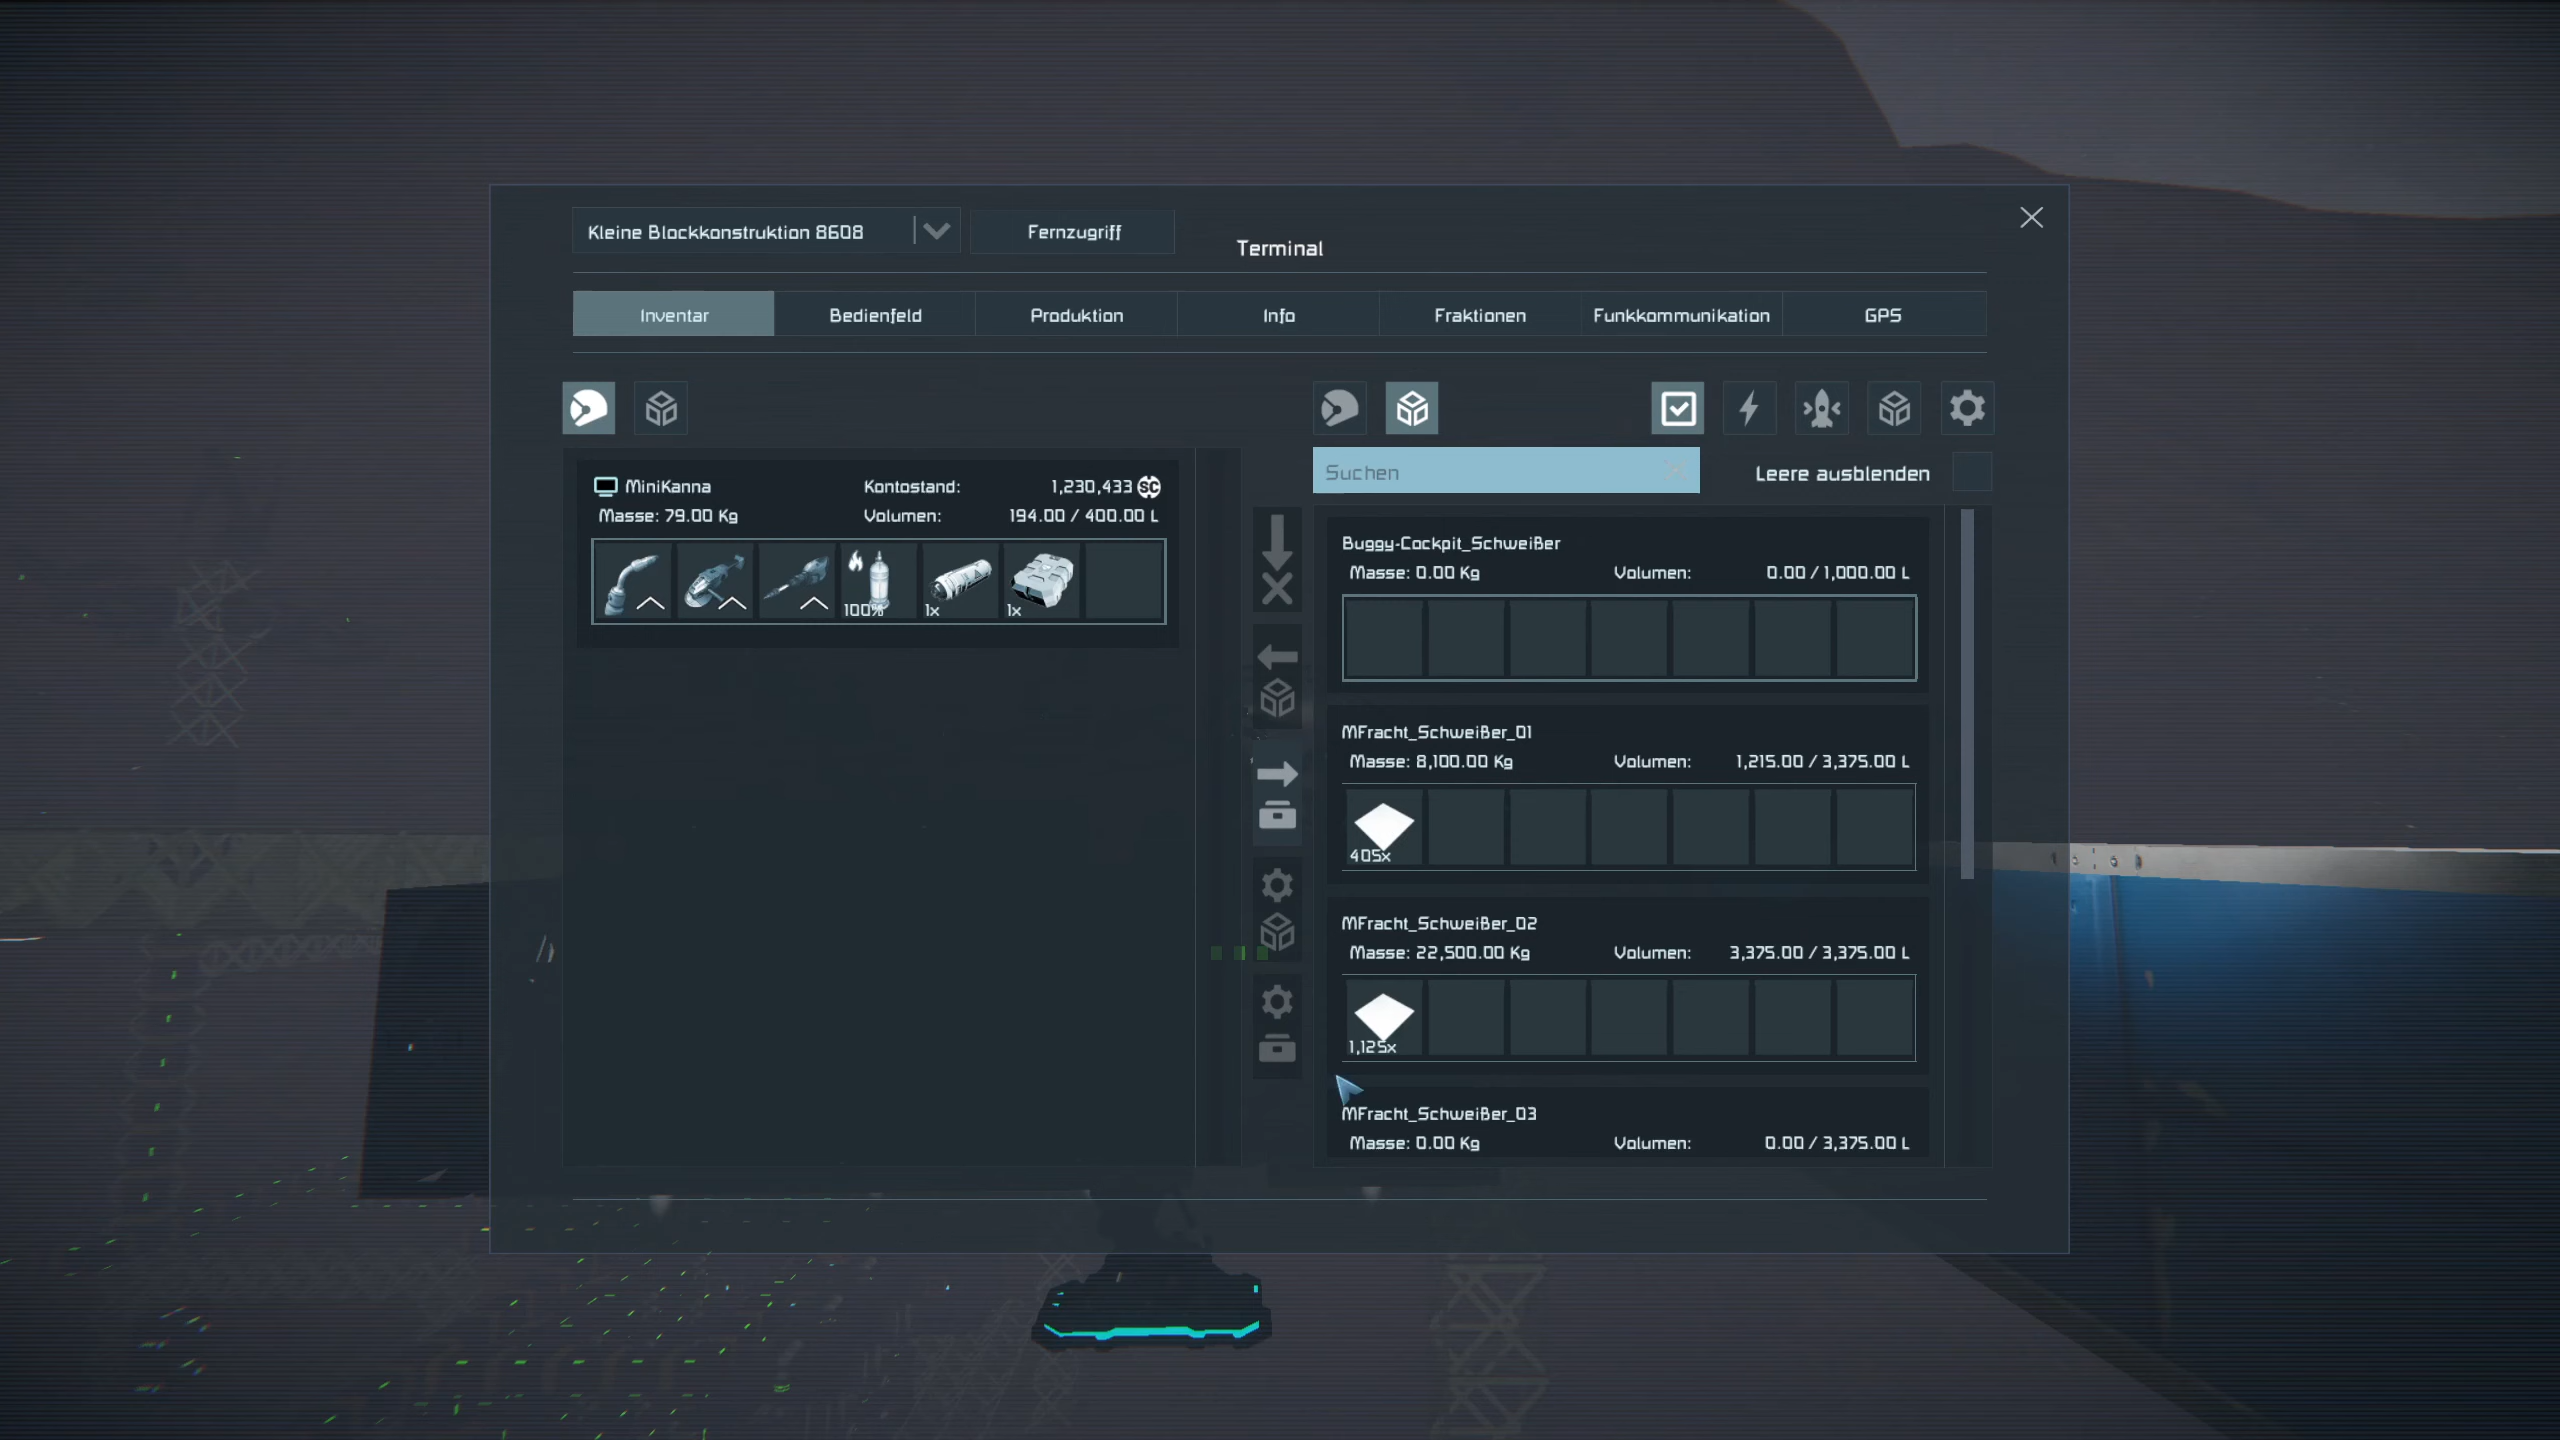 Kleine Blockkonstruktion 8608
Fernzugriff
Terminal
Inventar
Bedienfeld
Produktion
Info
Fraktionen
Funkkommunikation
GPS
Suchen
Leere ausblenden
MiniKanna
Kontostand: 1,230,433 SC
Masse: 79.00 Kg
Volumen: 194.00 / 400.00 L
100%
1x
1x
Buggy-Cockpit_Schweißer
Masse: 0.00 Kg
Volumen: 0.00 / 1,000.00 L
MFracht_Schweißer_01
Masse: 8,100.00 Kg
Volumen: 1,215.00 / 3,375.00 L
405x
MFracht_Schweißer_02
Masse: 22,500.00 Kg
Volumen: 3,375.00 / 3,375.00 L
1,125x
MFracht_Schweißer_03
Masse: 0.00 Kg
Volumen: 0.00 / 3,375.00 L